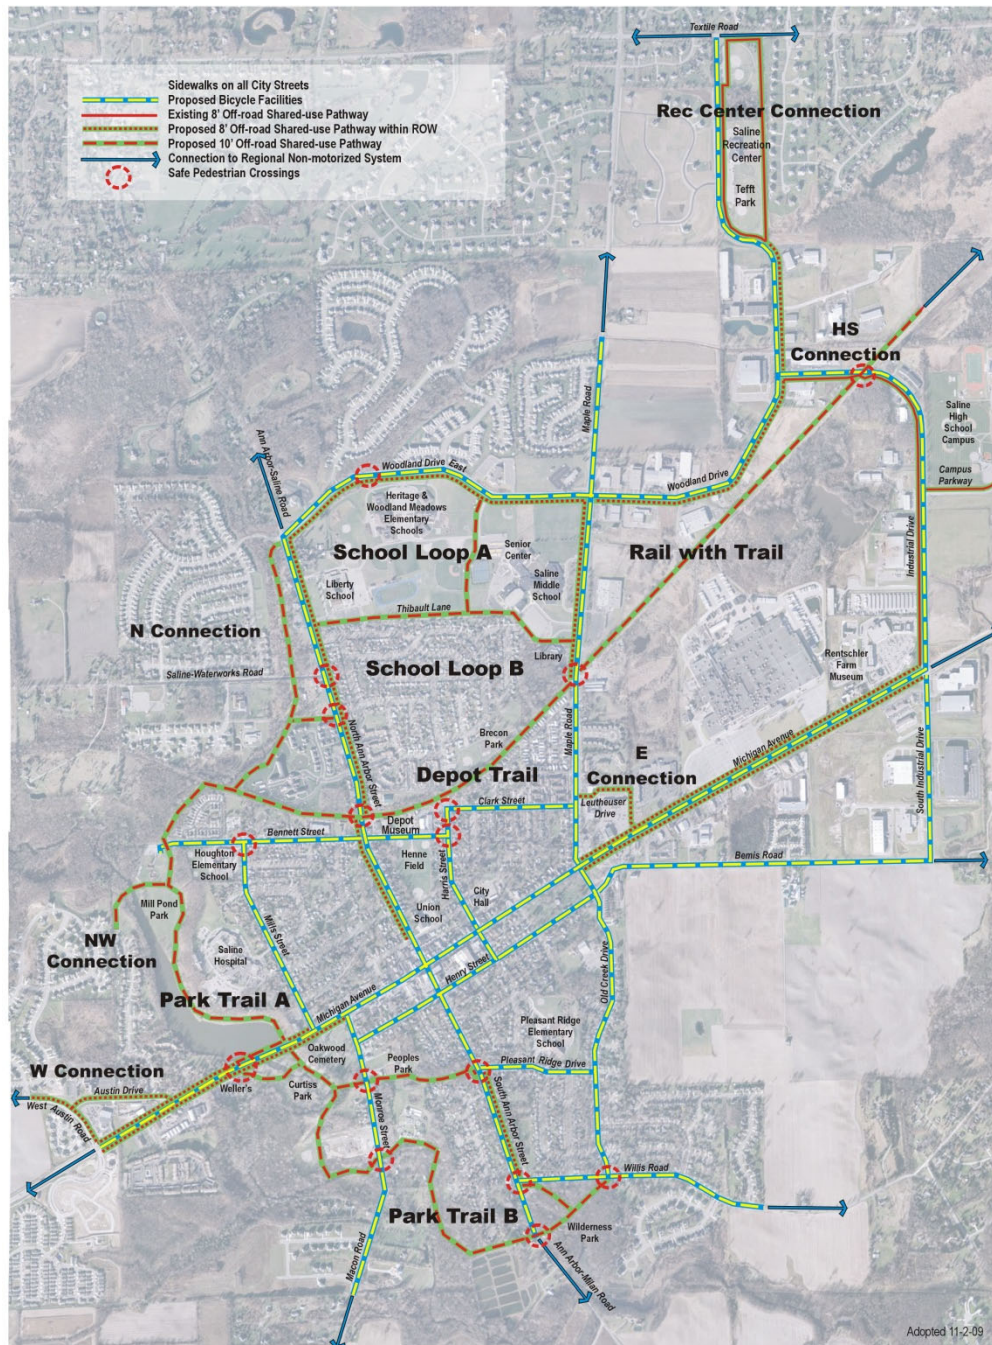 Textile Road
Sidewalks on all City Streets
Proposed Bicycle Facilities
Existing 8' Off-road Shared-use Pathway
Proposed 8' Off-road Shared-use Pathway within ROW
Proposed 10' Off-road Shared-use Pathway
Connection to Regional Non-motorized System
Safe Pedestrian Crossings
Rec Center Connection
Saline
Recreation
Center
Tefft
Park
HS
Connection
Maple Road
Saline
High
School
Campus
Campus
Parkway
Ann Arbor-Saline Road
Woodland Drive East
Woodland Drive
Heritage &
Woodland Meadows
Elementary
Schools
Industrial Drive
School Loop A
Senior
Center
Rail with Trail
Liberty
School
Saline
Middle
School
Thibault Lane
N Connection
Library
Saline-Waterworks Road
School Loop B
Rentschler
Farm
Museum
North Ann Arbor Street
Brecon
Park
Maple Road
Michigan Avenue
E
Connection
South Industrial Drive
Depot Trail
Clark Street
Leutheuser
Drive
Bennett Street
Depot
Museum
Houghton
Elementary
School
Henne
Field
Harris Street
Bemis Road
City
Hall
Mill Pond
Park
Union
School
Mills Street
NW
Connection
Saline
Hospital
Henry Street
Old Creek Drive
Park Trail A
Michigan Avenue
Pleasant Ridge
Elementary
School
Oakwood
Cemetery
Peoples
Park
Pleasant Ridge Drive
W Connection
Weller's
Curtiss
Park
Austin Drive
West Austin Road
Monroe Street
South Ann Arbor Street
Willis Road
Park Trail B
Wilderness
Park
Macon Road
Ann Arbor-Milan Road
Adopted 11-2-09